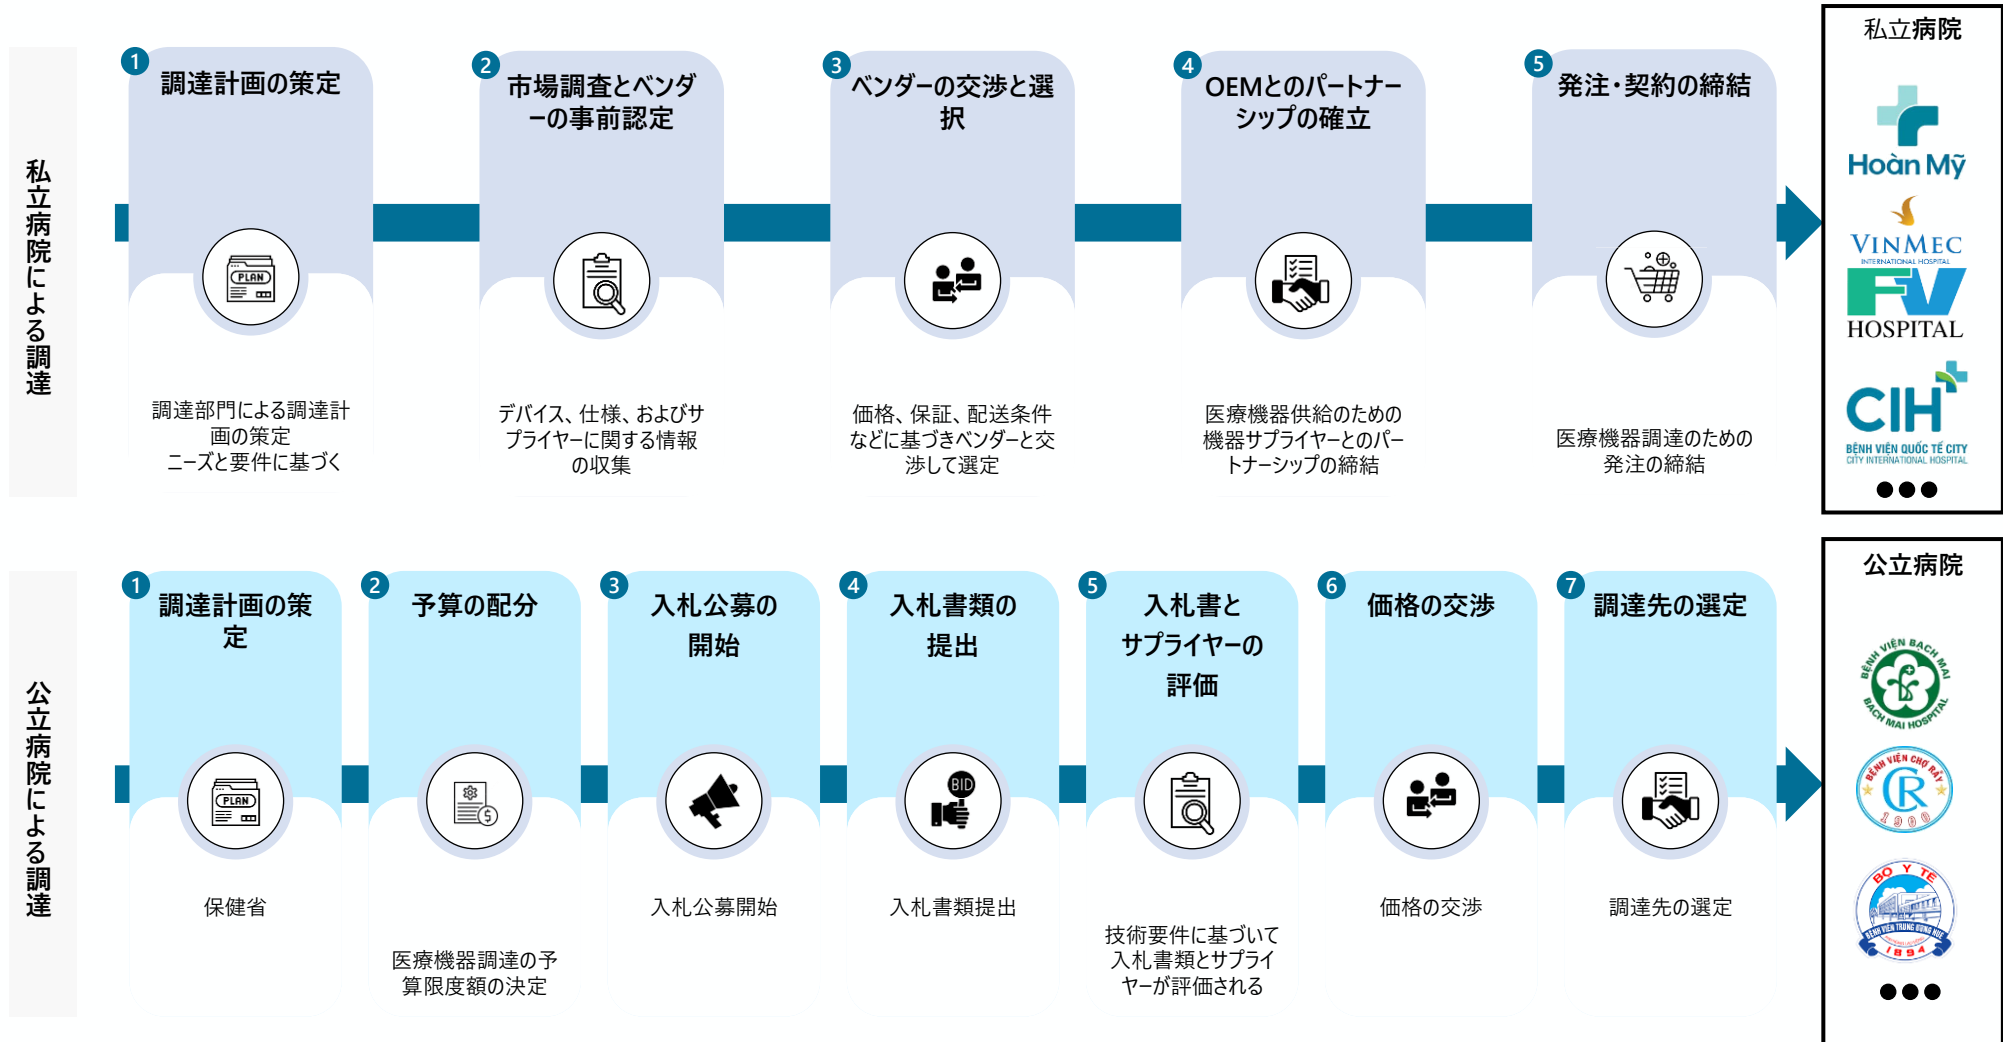 私立病院による調達
1
調達計画の策定
PLAN
調達部門による調達計
画の策定
ニーズと要件に基づく
2
市場調査とベンダ
ーの事前認定
デバイス、仕様、およびサ
プライヤーに関する情報
の収集
3
ベンダーの交渉と選
択
価格、保証、配送条件
などに基づきベンダーと交
渉して選定
4
OEMとのパートナー
シップの確立
医療機器供給のための
機器サプライヤーとのパー
トナーシップの締結
5
発注・契約の締結
医療機器調達のための
発注の締結
私立病院
Hoàn Mỹ
VINMEC
INTERNATIONAL HOSPITAL
FV
HOSPITAL
CIH
BỆNH VIỆN QUỐC TẾ CITY
CITY INTERNATIONAL HOSPITAL
公立病院による調達
1
調達計画の策
定
PLAN
保健省
2
予算の配分
$
医療機器調達の予
算限度額の決定
3
入札公募の
開始
入札公募開始
4
入札書類の
提出
BID
入札書類提出
5
入札書と
サプライヤーの
評価
技術要件に基づいて
入札書類とサプライ
ヤーが評価される
6
価格の交渉
価格の交渉
7
調達先の選定
調達先の選定
公立病院
BỆNH VIỆN BẠCH MAI
BACH MAI HOSPITAL
BỆNH VIỆN CHỢ RẪY
CR
1900
BỘ Y TẾ
BỆNH VIỆN TRUNG ƯƠNG HUẾ
1894